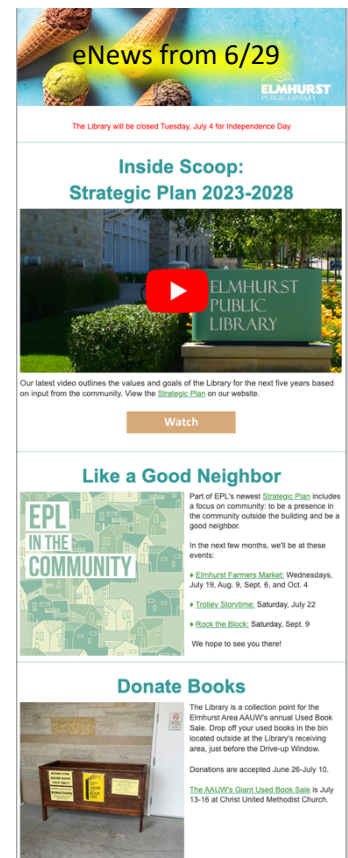 eNews from 6/29
ELMHURST
PUBLIC LIBRARY
The Library will be closed Tuesday, July 4 for Independence Day
Inside Scoop:
Strategic Plan 2023-2028
ELMHURST
PUBLIC
LIBRARY
Our latest video outlines the values and goals of the Library for the next five years based
on input from the community. View the Strategic Plan on our website.
Watch
Like a Good Neighbor
EPL
IN THE
COMMUNITY
Part of EPL's newest Strategic Plan includes
a focus on community: to be a presence in
the community outside the building and be a
good neighbor.
In the next few months, we'll be at these
events:
♦ Elmhurst Farmers Market: Wednesdays,
July 19, Aug. 9, Sept. 6, and Oct. 4
♦ Trolley Storytime: Saturday, July 22
♦ Rock the Block: Saturday, Sept. 9
We hope to see you there!
Donate Books
The Library is a collection point for the
Elmhurst Area AAUW's annual Used Book
Sale. Drop off your used books in the bin
located outside at the Library's receiving
area, just before the Drive-up Window.
Donations are accepted June 26-July 10.
The AAUW's Giant Used Book Sale is July
13-16 at Christ United Methodist Church.